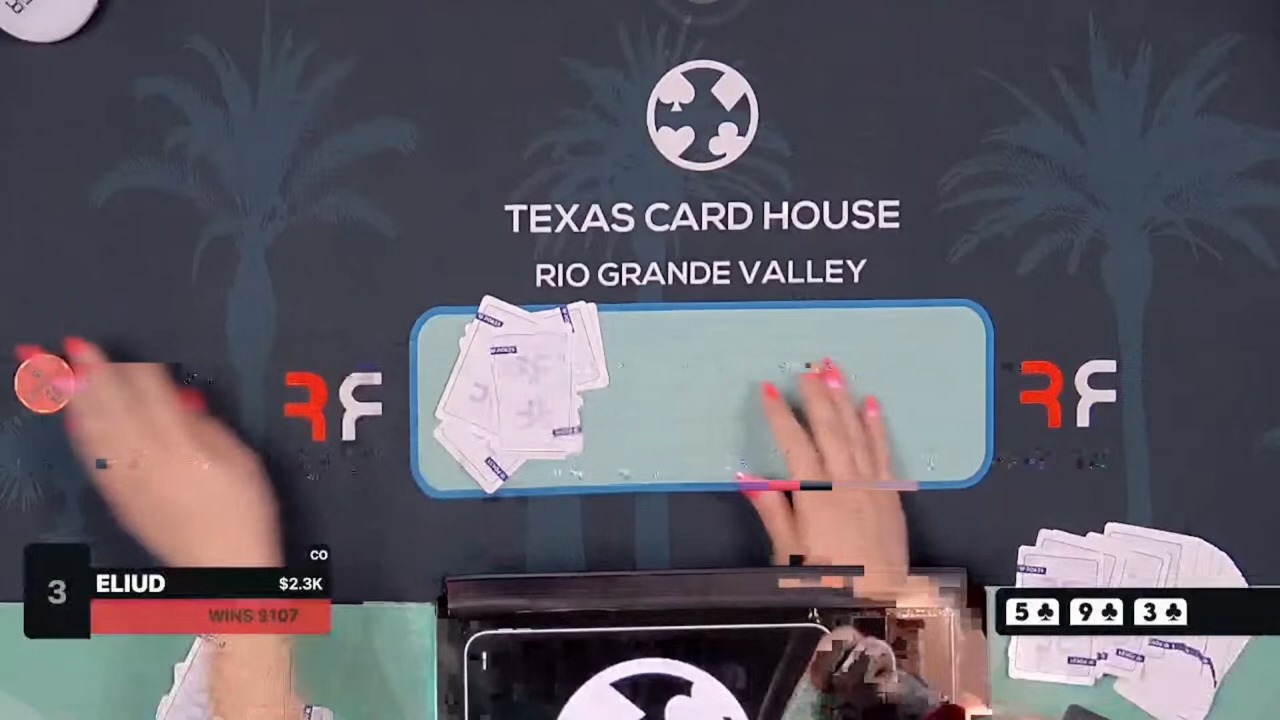 TEXAS CARD HOUSE
RIO GRANDE VALLEY
RF
RF
3
ELIUD
CO
$2.3K
WINS $107
5♣ 9♣ 3♣